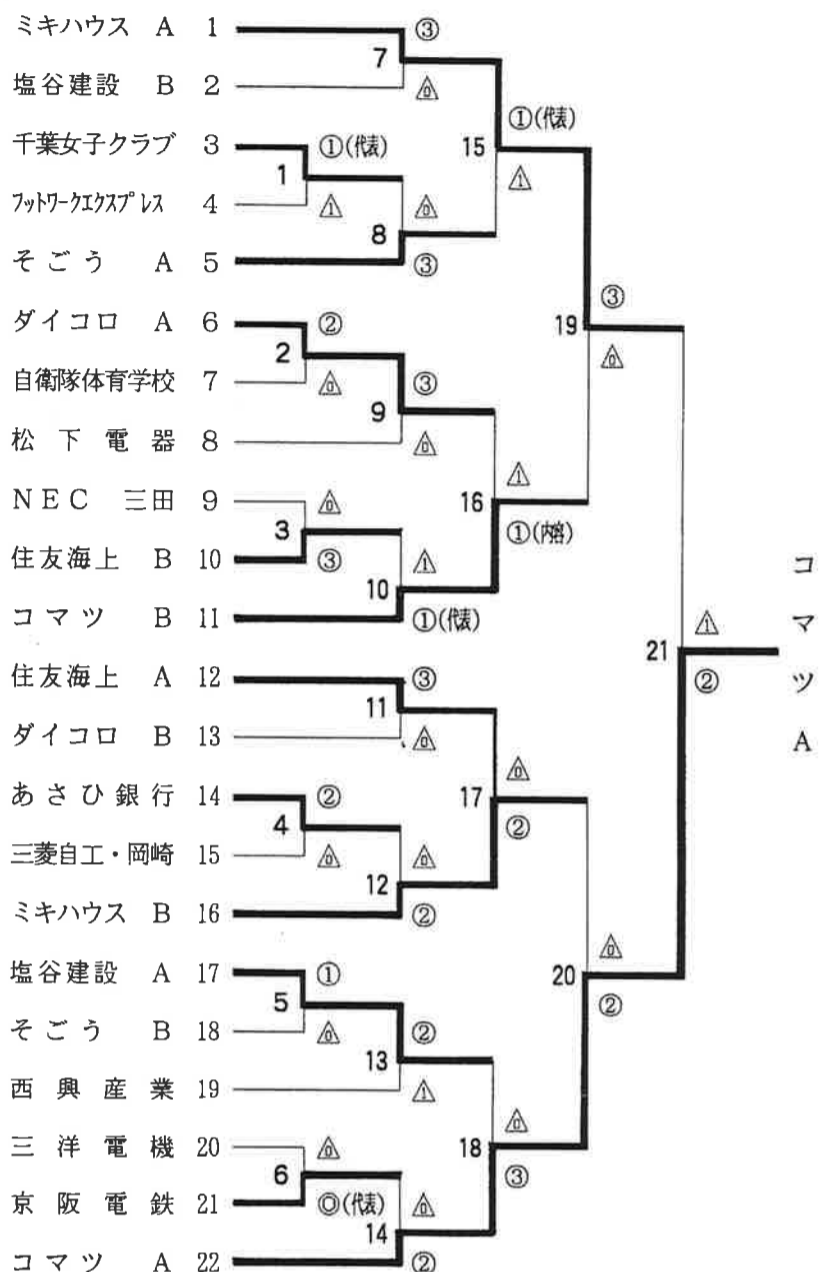 ミキハウス A 1
③
7
塩谷建設 B 2
△0
①(代表)
千葉女子クラブ 3
①(代表)
15
1
△1
フットワークエクスプレス 4
△1
△0
8
そごう A 5
③
③
ダイコロ A 6
②
19
2
△0
自衛隊体育学校 7
△0
③
9
松下電器 8
△0
△1
NEC 三田 9
△0
16
3
①(内容)
住友海上 B 10
③
△1
10
コマツ B 11
①(代表)
△1
21
住友海上 A 12
③
②
11
ダイコロ B 13
△0
△0
あさひ銀行 14
②
17
4
②
三菱自工・岡崎 15
△0
△0
12
ミキハウス B 16
②
△0
塩谷建設 A 17
①
20
5
②
そごう B 18
△0
②
13
西興産業 19
△1
△0
三洋電機 20
△0
18
6
③
京阪電鉄 21
◎(代表)
△0
14
コマツ A 22
②
コマツA